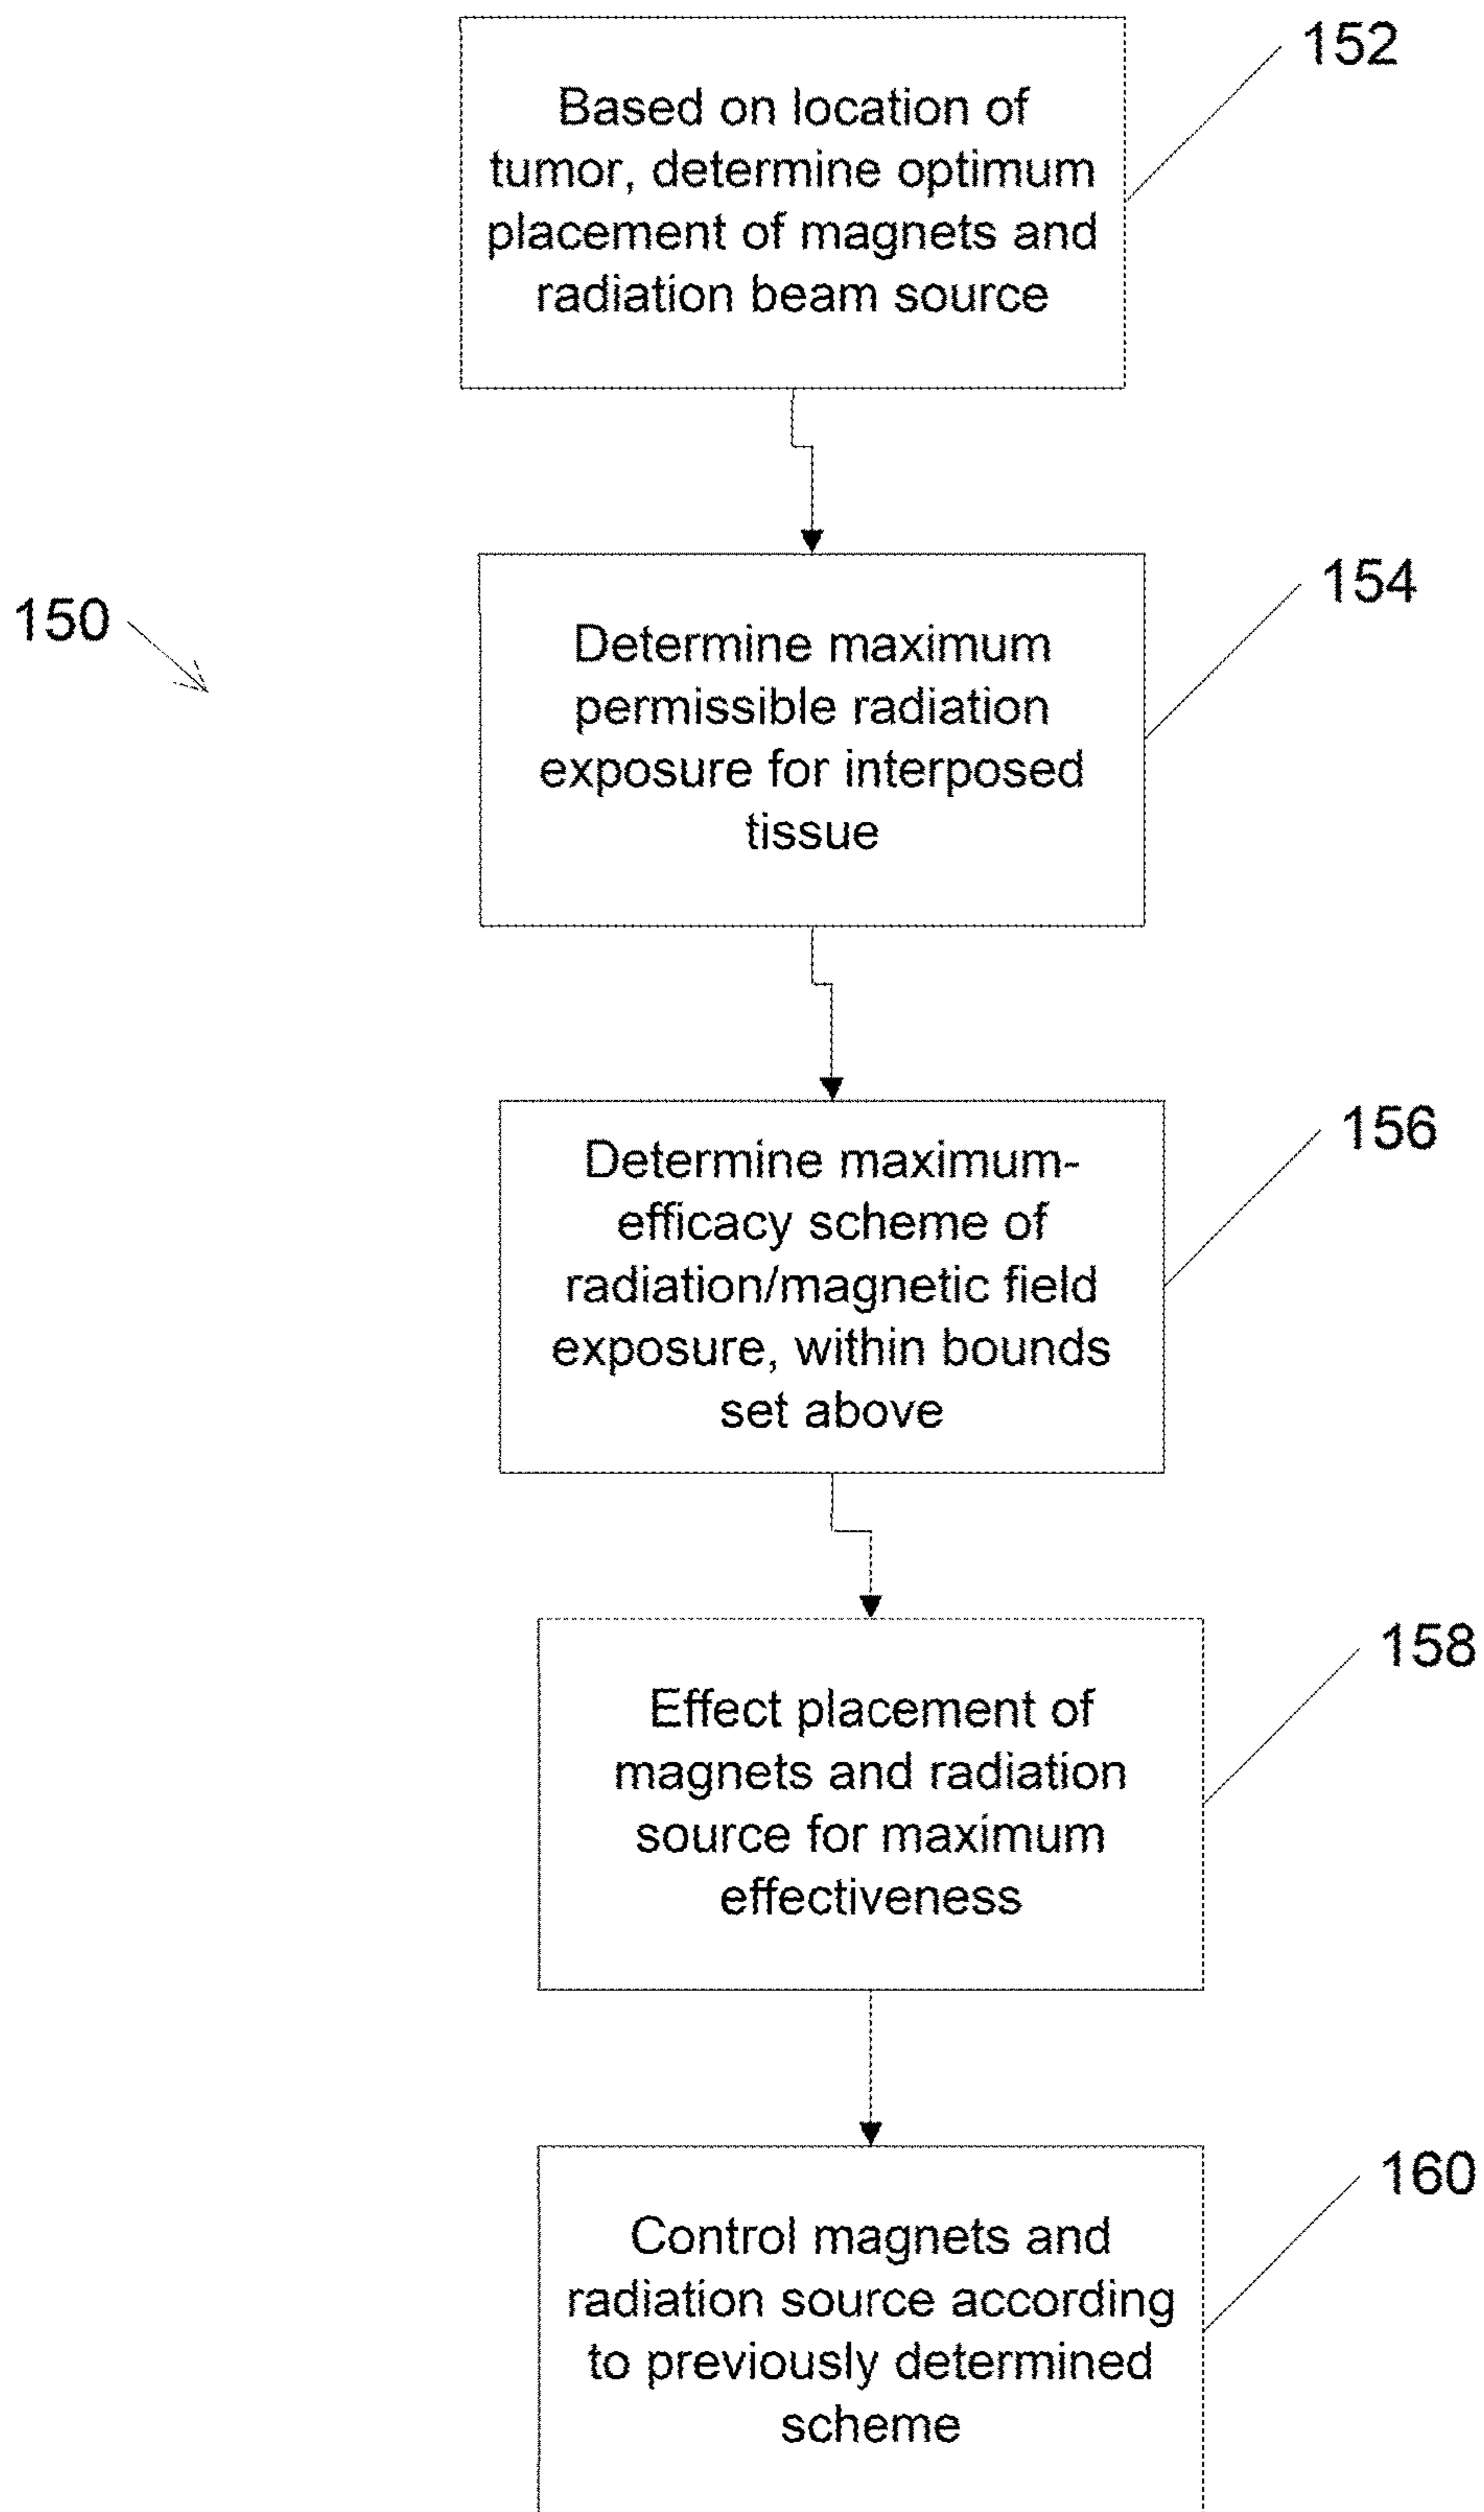 152
Based on location of
tumor, determine optimum
placement of magnets and
radiation beam source
154
150
Determine maximum
permissible radiation
exposure for interposed
tissue
156
Determine maximum-
efficacy scheme of
radiation/magnetic field
exposure, within bounds
set above
158
Effect placement of
magnets and radiation
source for maximum
effectiveness
160
Control magnets and
radiation source according
to previously determined
scheme